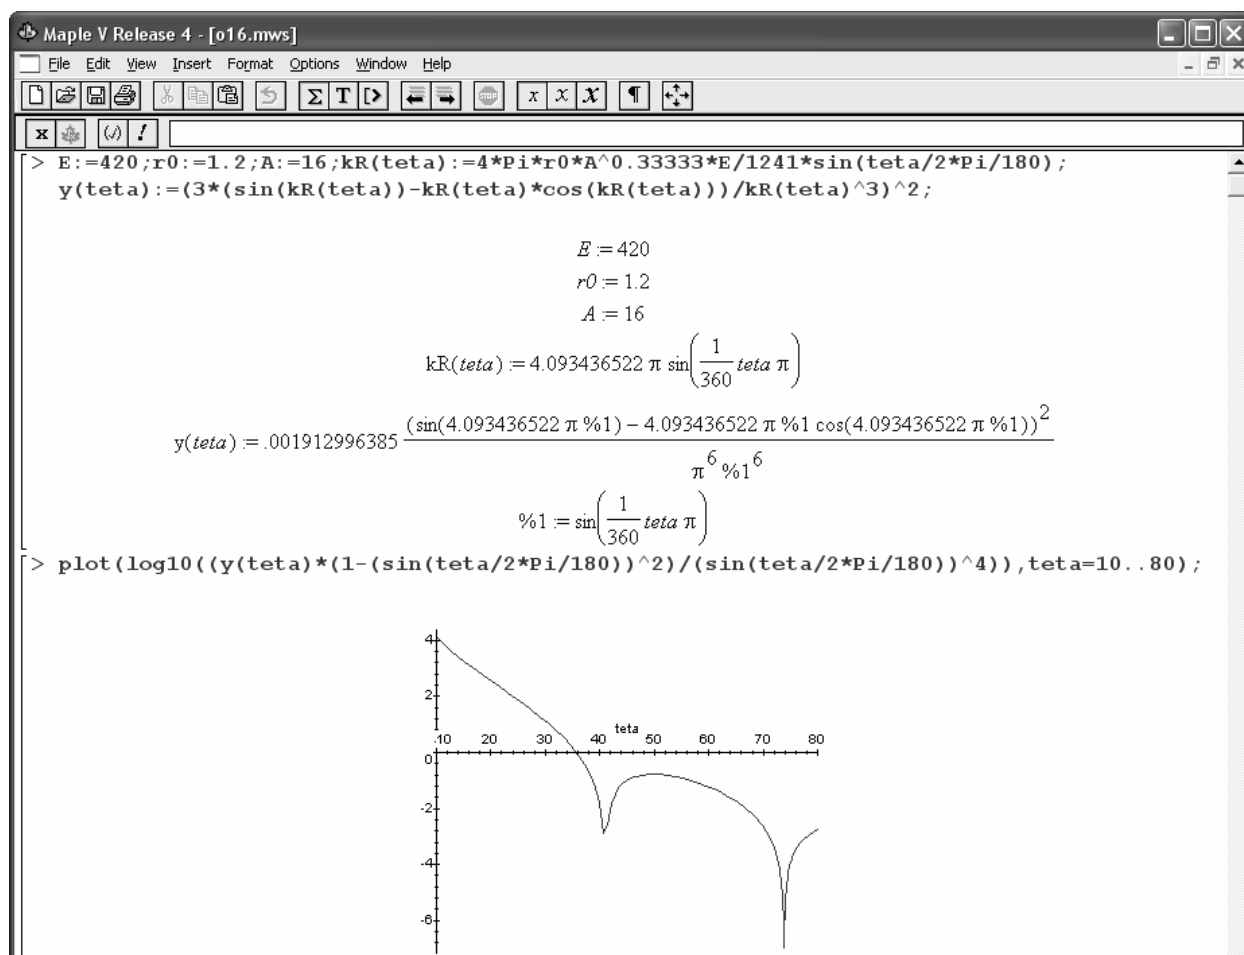 Maple V Release 4 - [o16.mws]
File Edit View Insert Format Options Window Help
Σ T [> STOP x x x ¶
x (√) !
> E:=420;r0:=1.2;A:=16;kR(teta):=4*Pi*r0*A^0.33333*E/1241*sin(teta/2*Pi/180);
y(teta):=(3*(sin(kR(teta))-kR(teta)*cos(kR(teta)))/kR(teta)^3)^2;
E := 420
r0 := 1.2
A := 16
kR(teta) := 4.093436522 π sin(1/360 teta π)
y(teta) := .001912996385 (sin(4.093436522 π %1) − 4.093436522 π %1 cos(4.093436522 π %1))^2 / π^6 %1^6
%1 := sin(1/360 teta π)
> plot(log10((y(teta)*(1-(sin(teta/2*Pi/180))^2)/(sin(teta/2*Pi/180))^4)),teta=10..80);
4
2
teta
10 20 30 40 50 60 70 80
0
-2
-4
-6